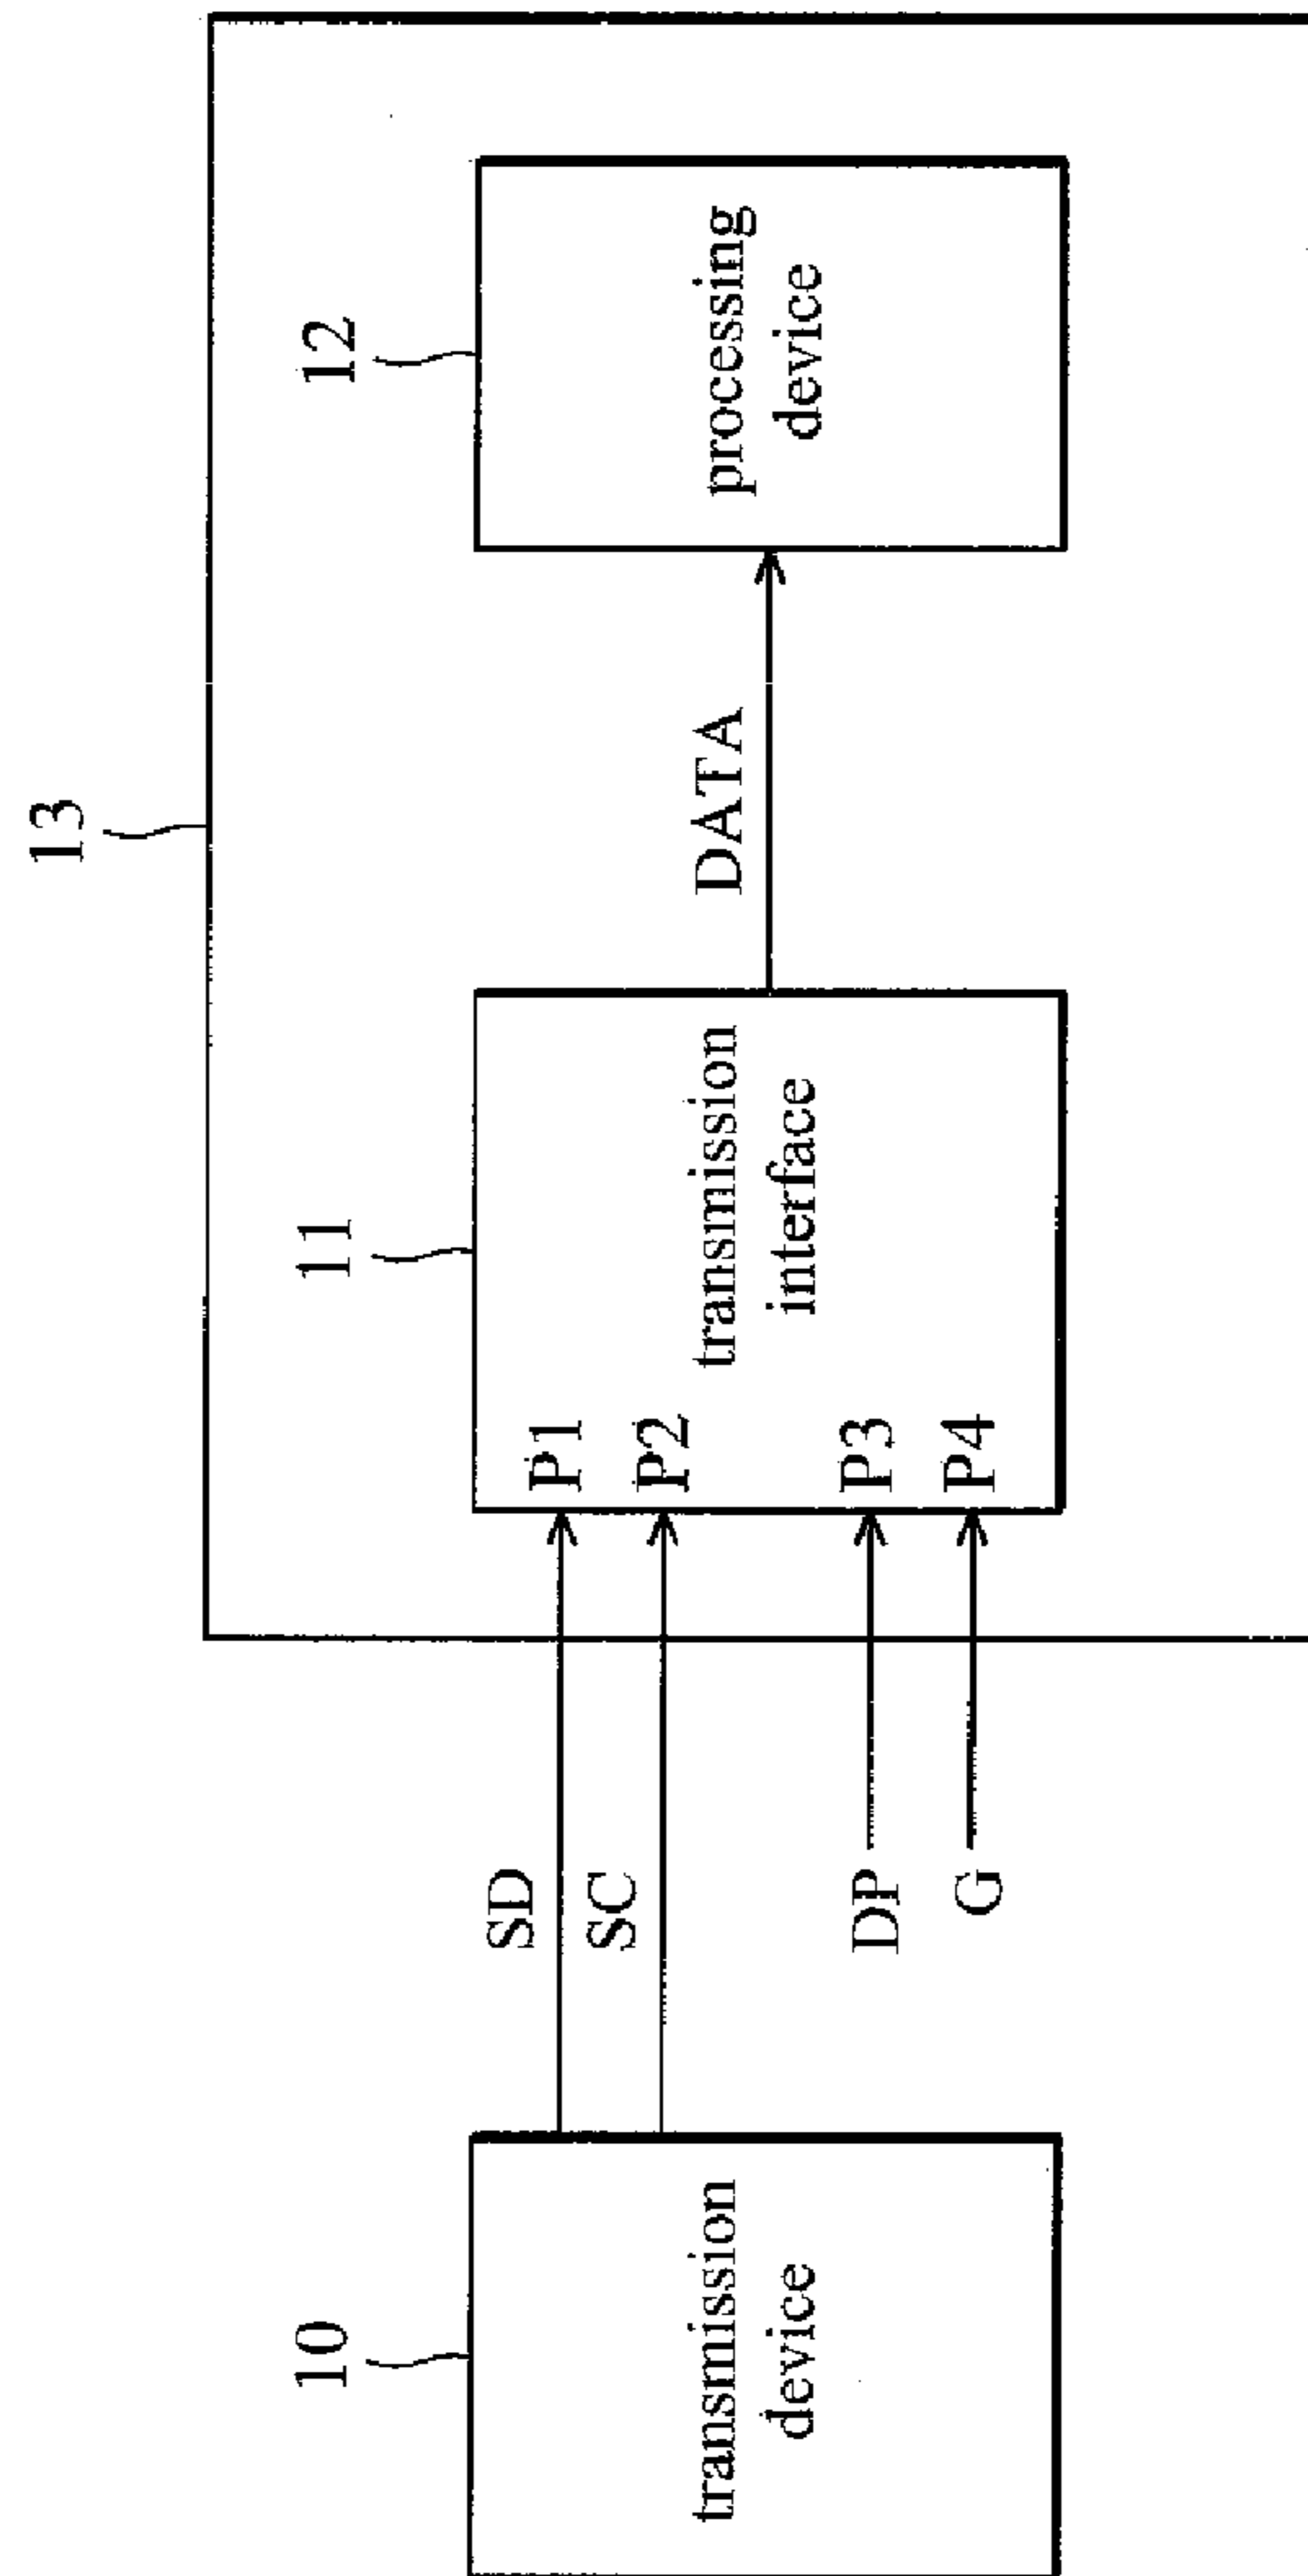 13
10
11
12
transmission
device
SD
SC
DP
G
P1
P2
P3
P4
transmission
interface
DATA
processing
device